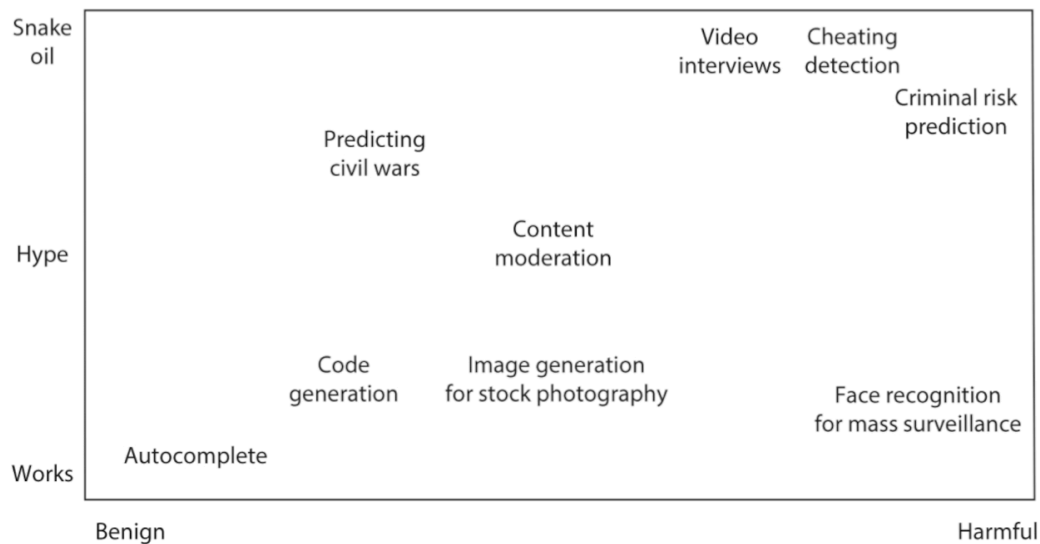 Snake
oil
Video
interviews
Cheating
detection
Criminal risk
prediction
Predicting
civil wars
Hype
Content
moderation
Code
generation
Image generation
for stock photography
Face recognition
for mass surveillance
Autocomplete
Works
Benign
Harmful